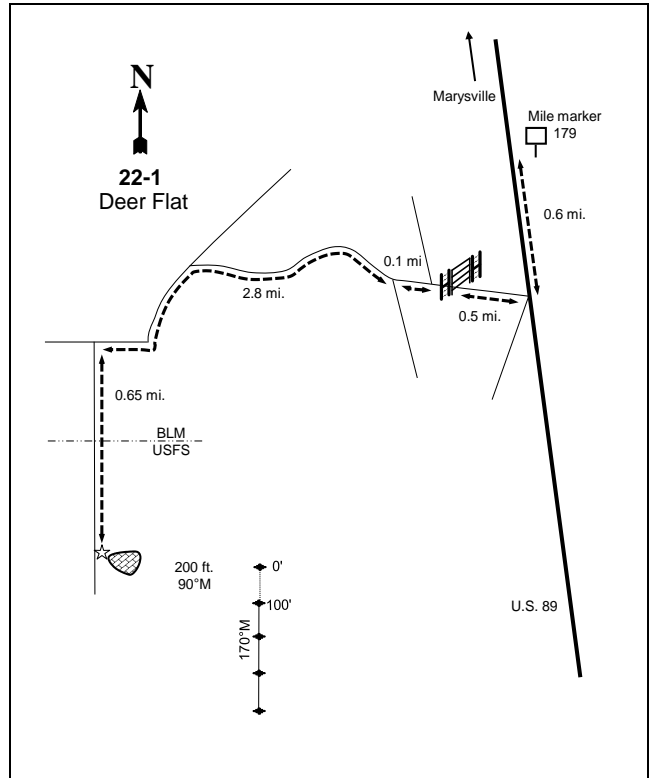 N
22-1
Deer Flat
Marysville
Mile marker
179
0.6 mi.
0.1 mi
2.8 mi.
0.5 mi.
0.65 mi.
BLM
USFS
200 ft.
90°M
0'
100'
170°M
U.S. 89